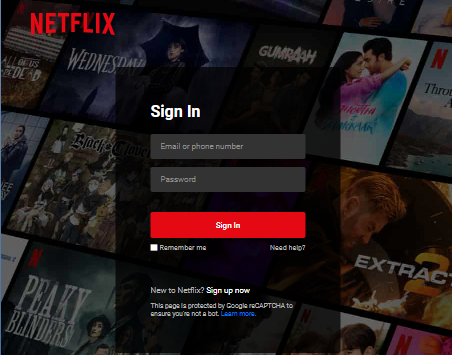 NETFLIX
ALL OF US
ARE DEAD
WEDNESDAY
GUMRAAH
N
Sign In
Email or phone number
Black Clover
Password
Sign In
Remember me
Need help?
EXTRACTION
N
PEAKY
BLINDERS
New to Netflix? Sign up now
This page is protected by Google reCAPTCHA to
ensure you're not a bot. Learn more.